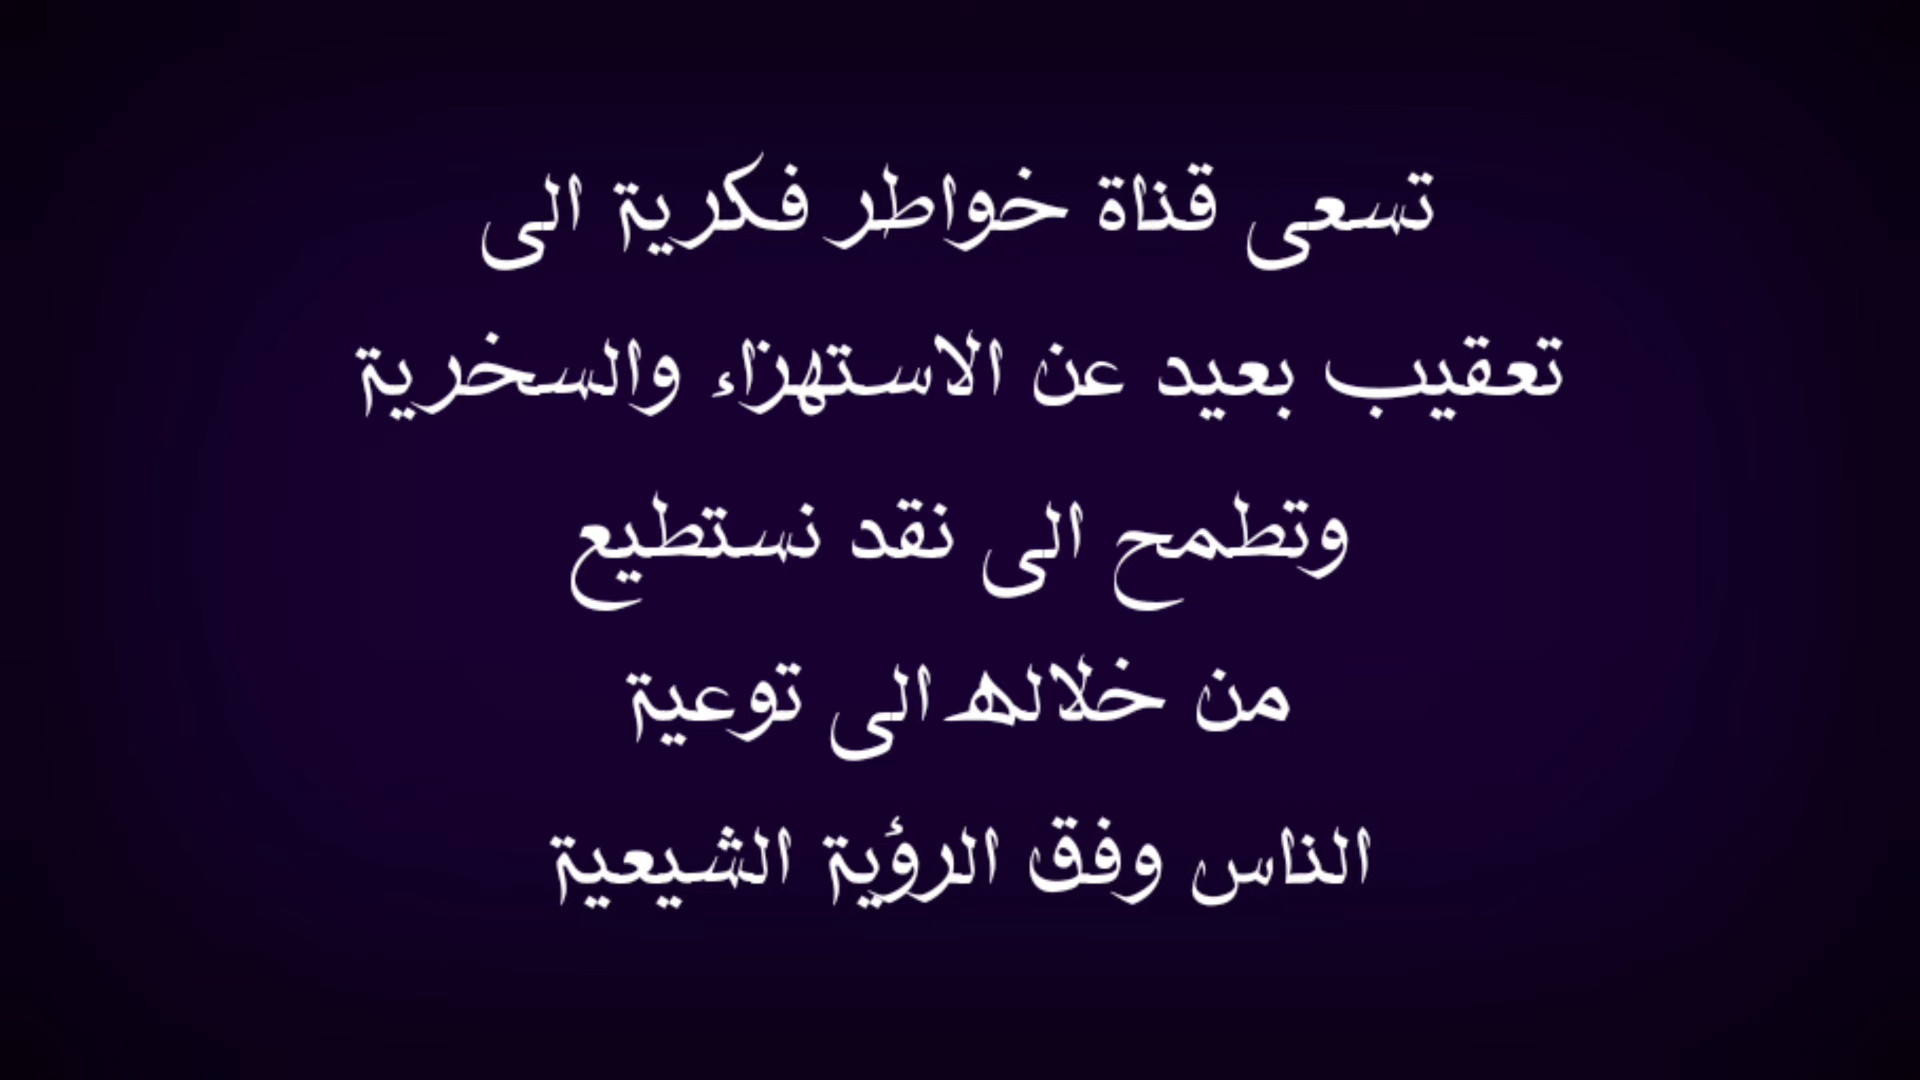 تسعى قناة خواطر فكرية الى
تعقيب بعيد عن الاستهزاء والسخرية
وتطمح الى نقد نستطيع
من خلاله الى توعية
الناس وفق الرؤية الشيعية